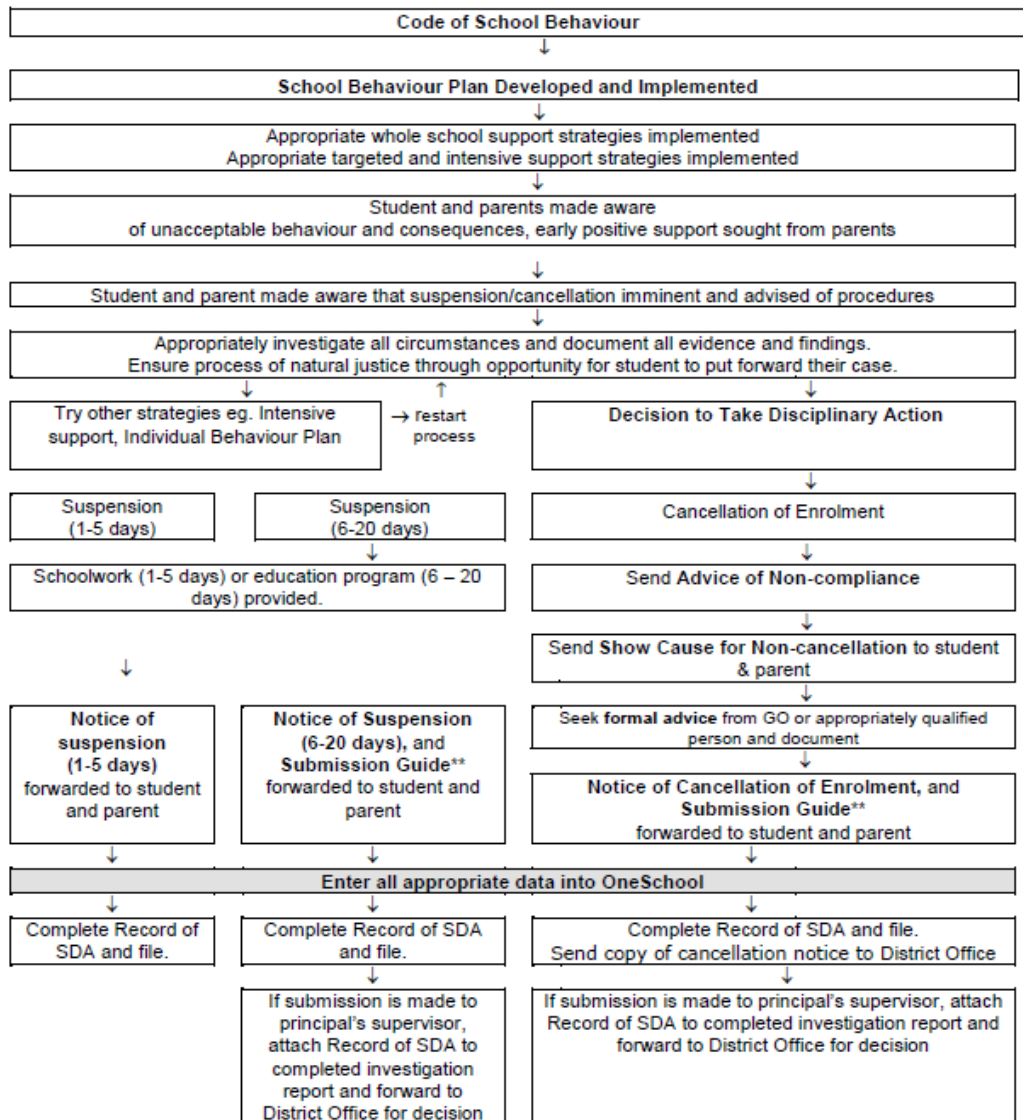 Code of School Behaviour
↓
School Behaviour Plan Developed and Implemented
↓
Appropriate whole school support strategies implemented
Appropriate targeted and intensive support strategies implemented
↓
Student and parents made aware
of unacceptable behaviour and consequences, early positive support sought from parents
↓
Student and parent made aware that suspension/cancellation imminent and advised of procedures
↓
Appropriately investigate all circumstances and document all evidence and findings.
Ensure process of natural justice through opportunity for student to put forward their case.
↓ ↑ ↓
Try other strategies eg. Intensive
support, Individual Behaviour Plan
→ restart
process
Decision to Take Disciplinary Action
↓
Suspension
(1-5 days)
Suspension
(6-20 days)
Cancellation of Enrolment
↓ ↓
Schoolwork (1-5 days) or education program (6 – 20
days) provided.
Send Advice of Non-compliance
↓
Send Show Cause for Non-cancellation to student
& parent
↓ ↓
Notice of
suspension
(1-5 days)
forwarded to student
and parent
Notice of Suspension
(6-20 days), and
Submission Guide**
forwarded to student and
parent
Seek formal advice from GO or appropriately qualified
person and document
↓
Notice of Cancellation of Enrolment, and
Submission Guide**
forwarded to student and parent
↓ ↓ ↓
Enter all appropriate data into OneSchool
↓ ↓ ↓
Complete Record of
SDA and file.
Complete Record of SDA
and file.
Complete Record of SDA and file.
Send copy of cancellation notice to District Office
↓ ↓
If submission is made to
principal's supervisor,
attach Record of SDA to
completed investigation
report and forward to
District Office for decision
If submission is made to principal's supervisor, attach
Record of SDA to completed investigation report and
forward to District Office for decision